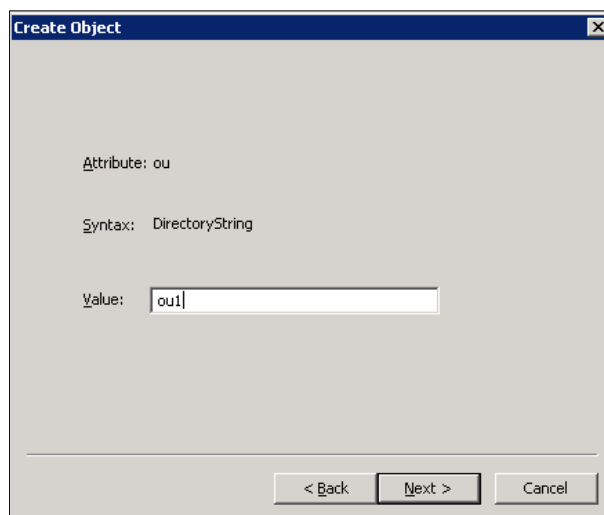 Create Object
Attribute: ou
Syntax: DirectoryString
Value: ou1
< Back Next > Cancel